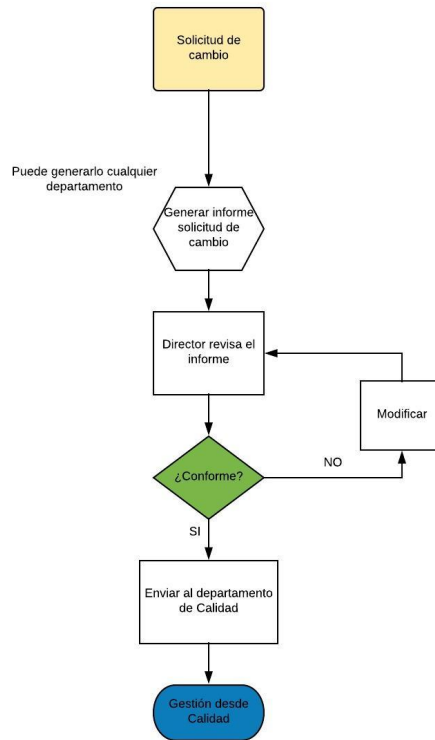 Solicitud de
cambio
Puede generarlo cualquier
departamento
Generar informe
solicitud de
cambio
Director revisa el
informe
Modificar
¿Conforme?
NO
SI
Enviar al departamento
de Calidad
Gestión desde
Calidad